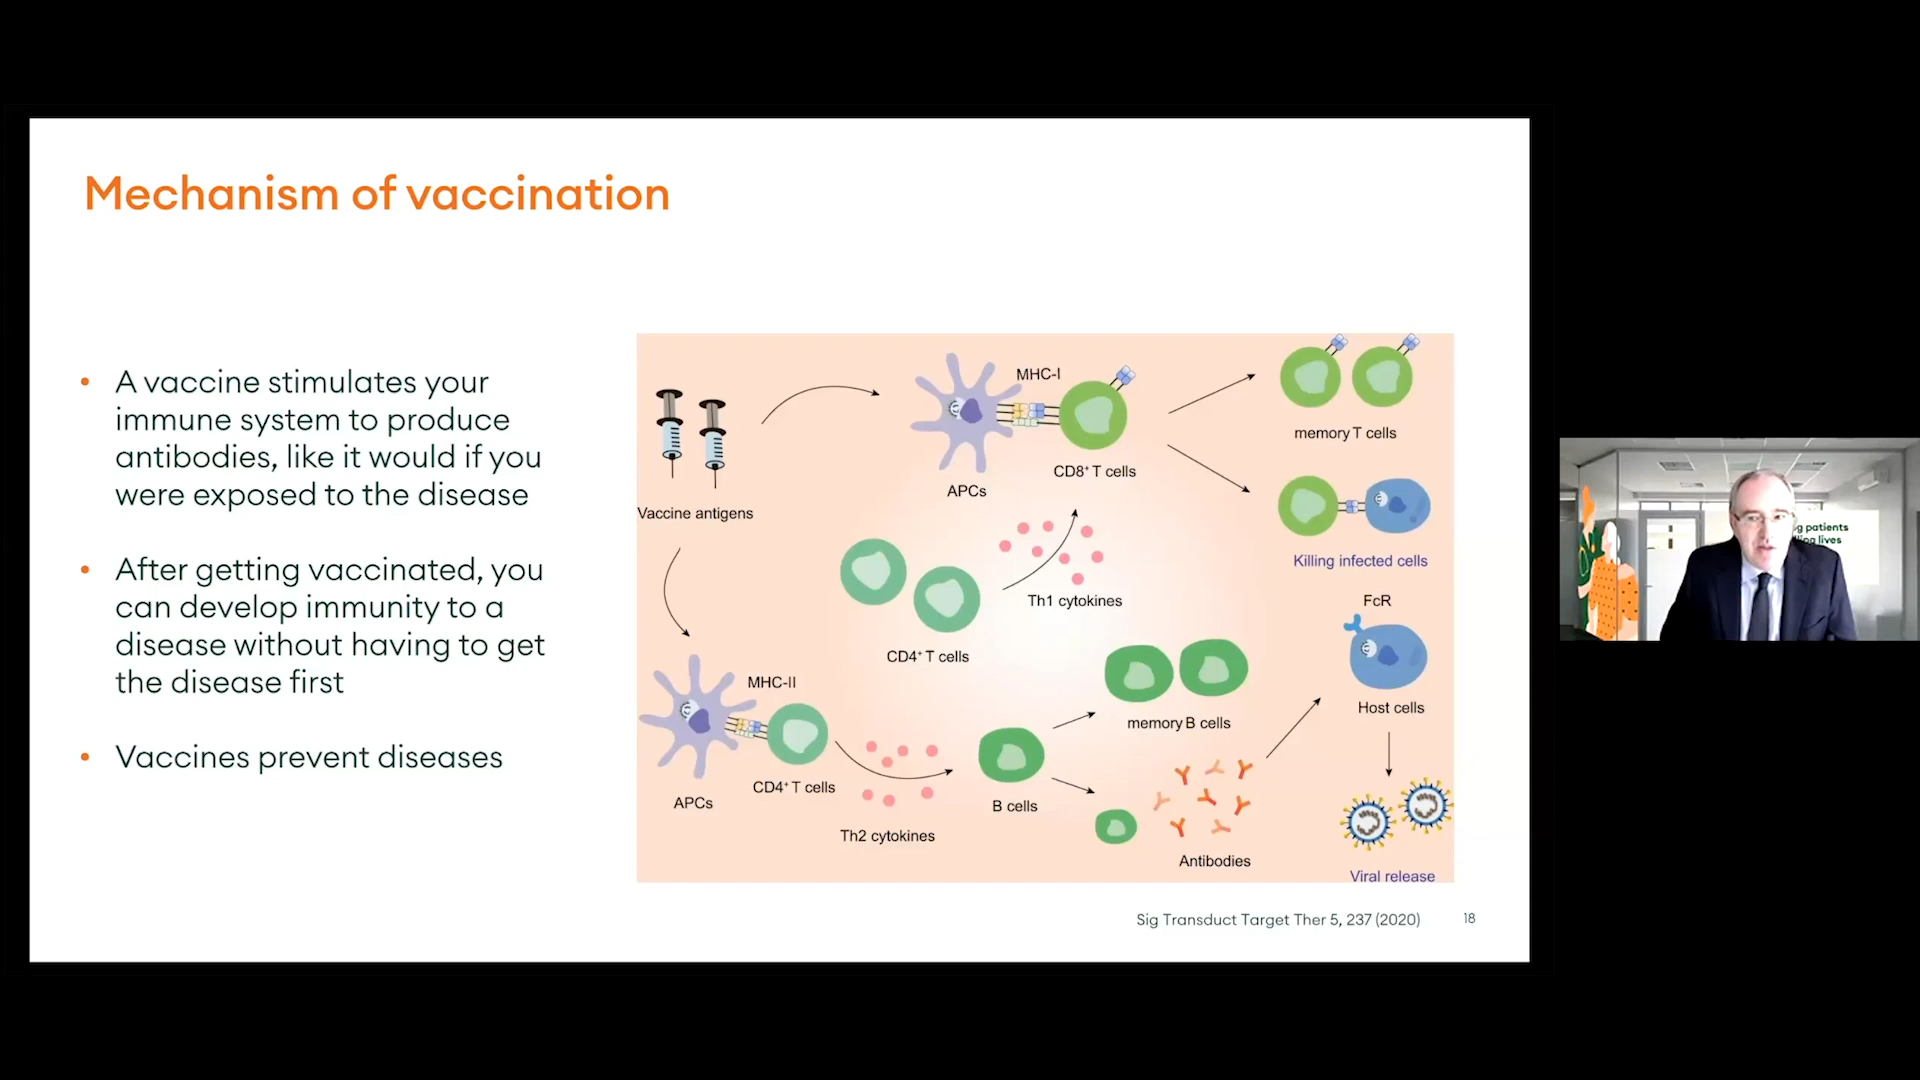 Mechanism of vaccination
• A vaccine stimulates your
immune system to produce
antibodies, like it would if you
were exposed to the disease
• After getting vaccinated, you
can develop immunity to a
disease without having to get
the disease first
• Vaccines prevent diseases
Vaccine antigens
MHC-I
APCs
CD8⁺ T cells
memory T cells
Killing infected cells
CD4⁺ T cells
Th1 cytokines
FcR
Host cells
MHC-II
APCs
CD4⁺ T cells
Th2 cytokines
B cells
memory B cells
Antibodies
Viral release
Sig Transduct Target Ther 5, 237 (2020)
18
patients
lives